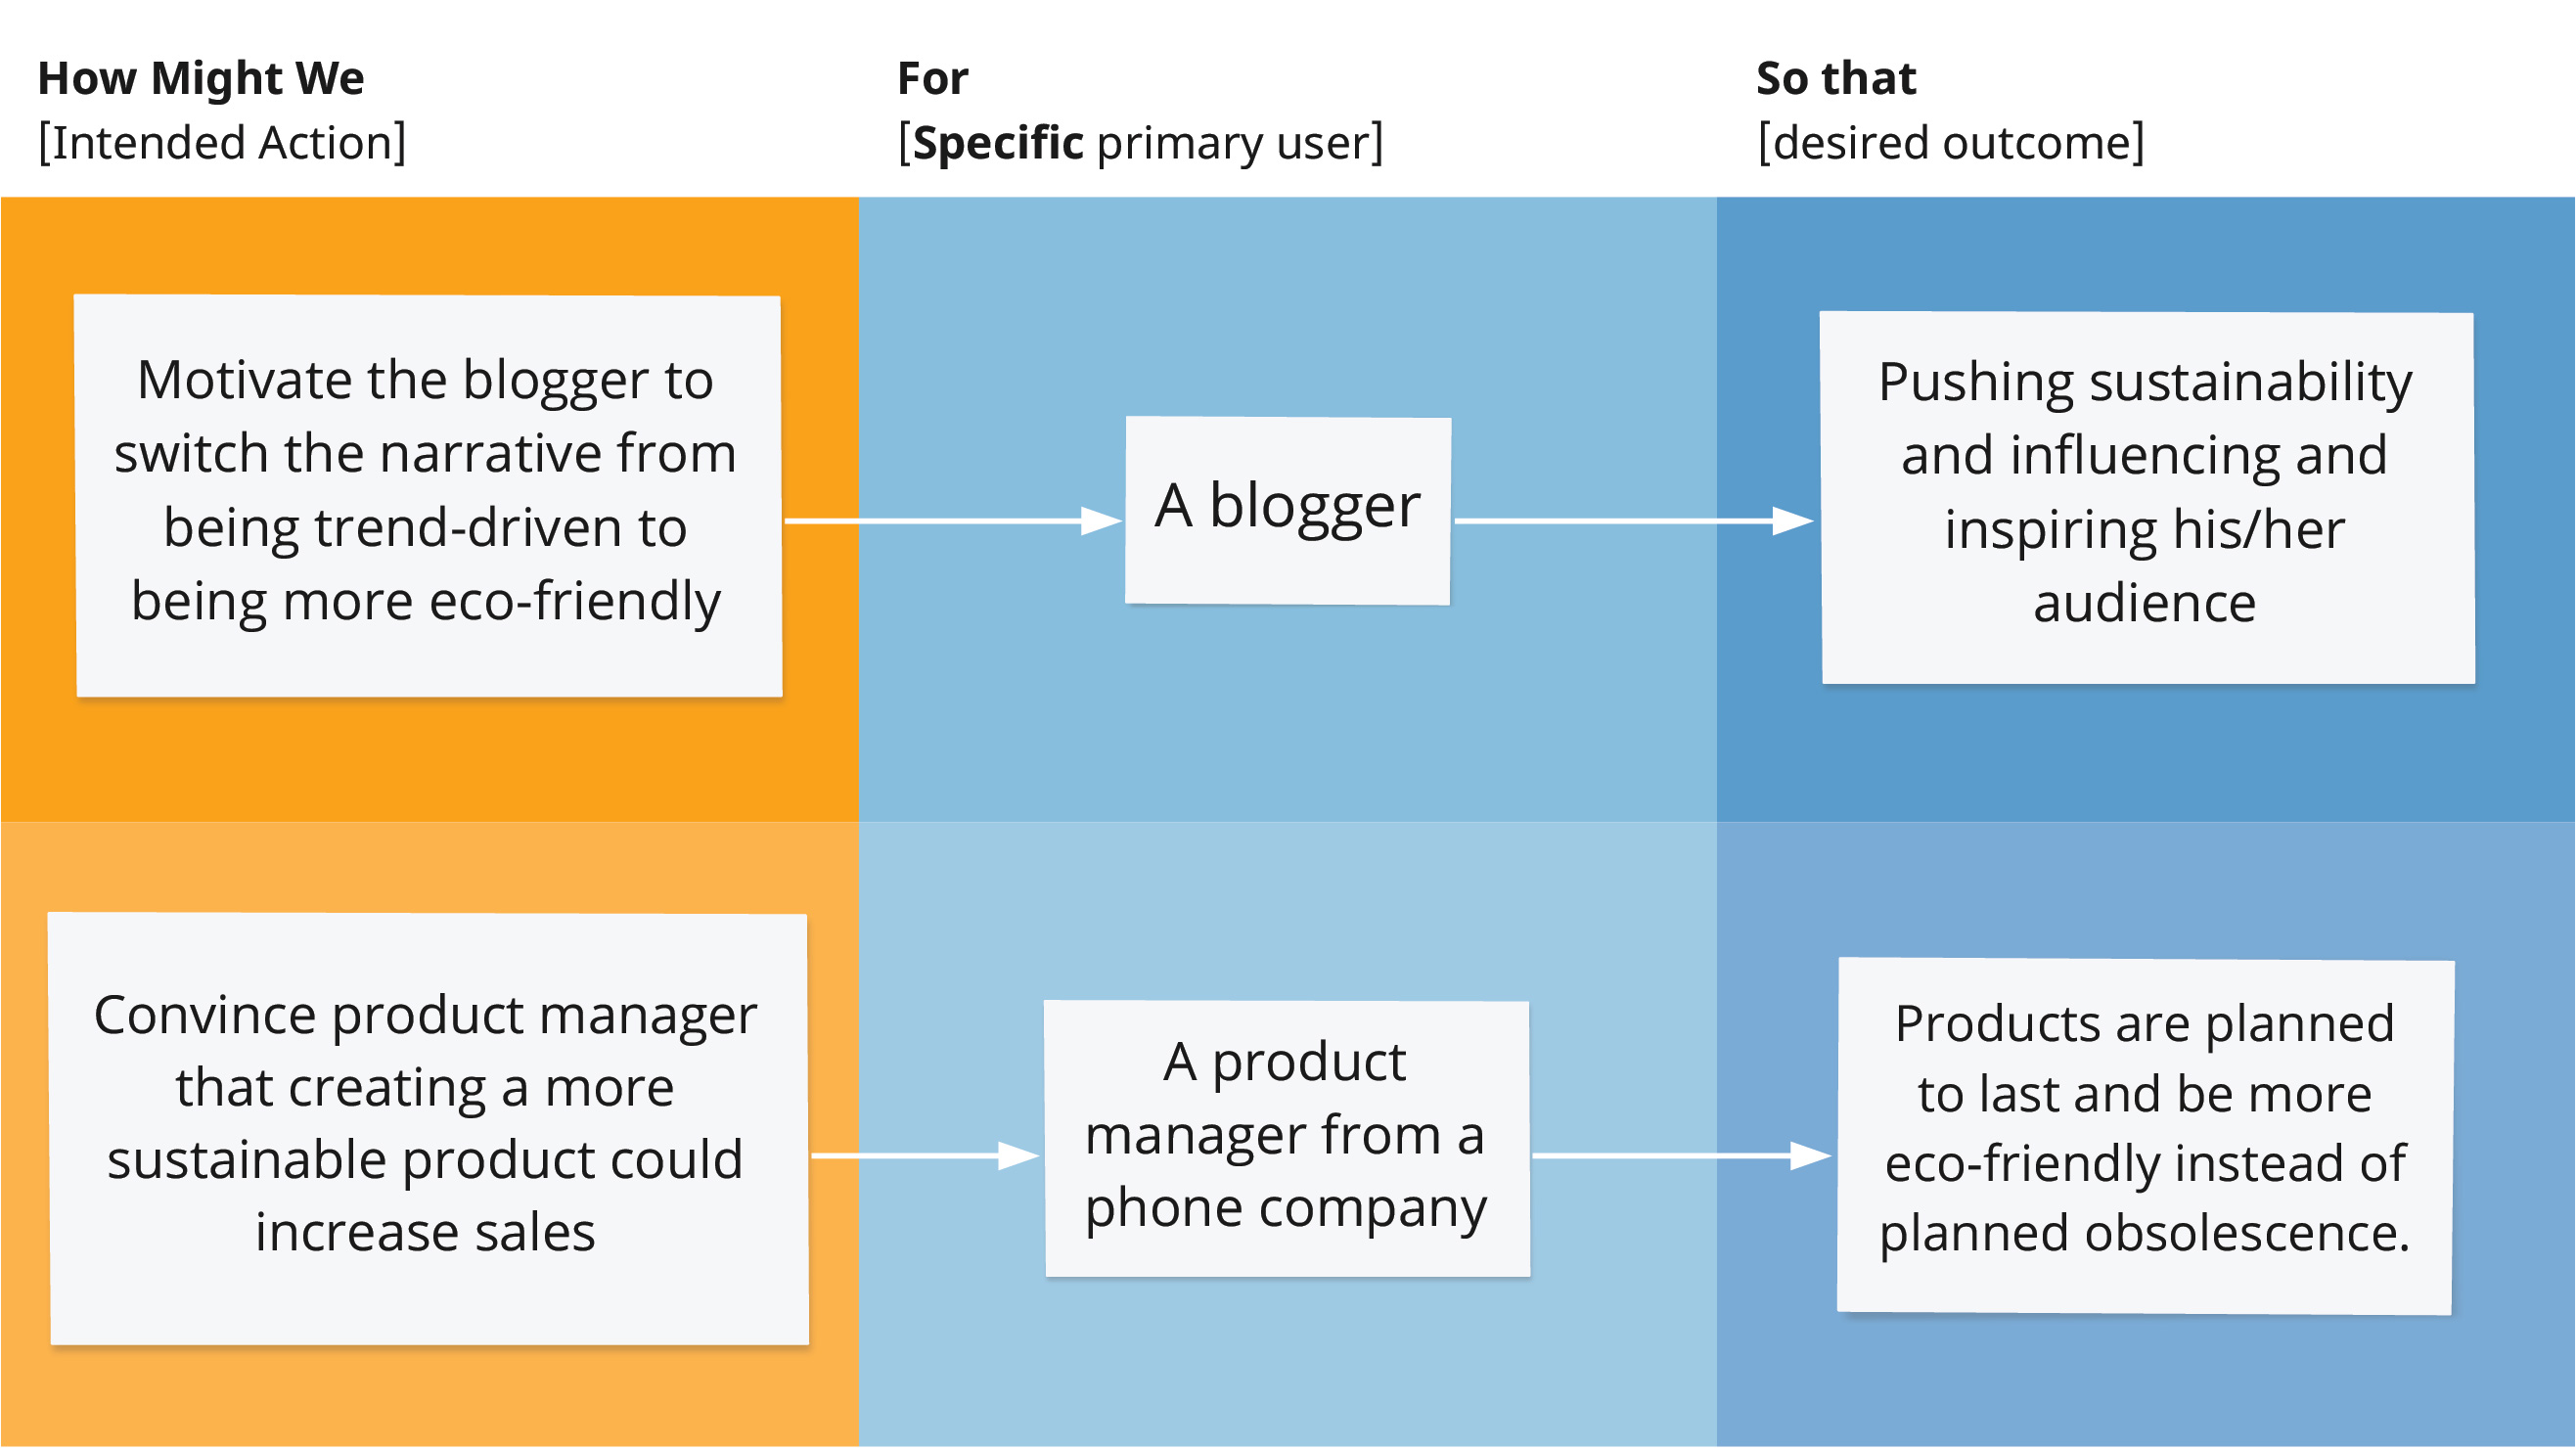 How Might We
[Intended Action]
For
[Specific primary user]
So that
[desired outcome]
Motivate the blogger to
switch the narrative from
being trend-driven to
being more eco-friendly
A blogger
Pushing sustainability
and influencing and
inspiring his/her
audience
Convince product manager
that creating a more
sustainable product could
increase sales
A product
manager from a
phone company
Products are planned
to last and be more
eco-friendly instead of
planned obsolescence.